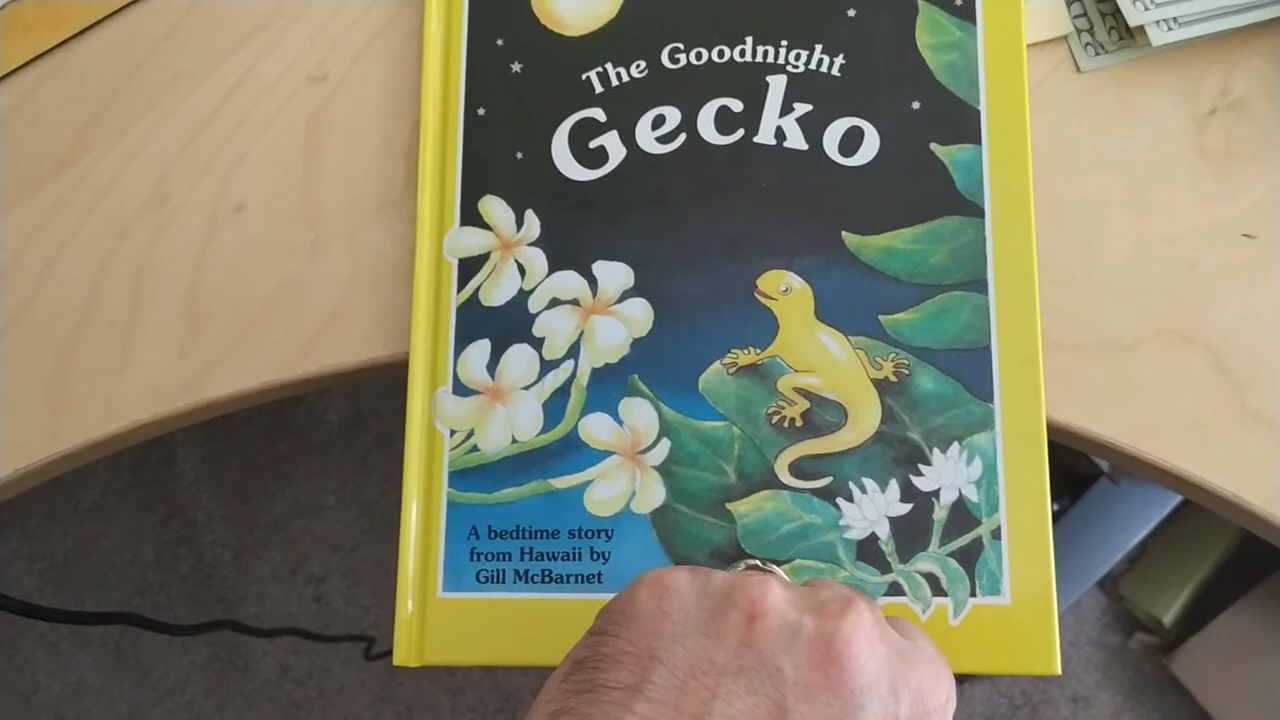 The Goodnight
Gecko
A bedtime story
from Hawaii by
Gill McBarnet